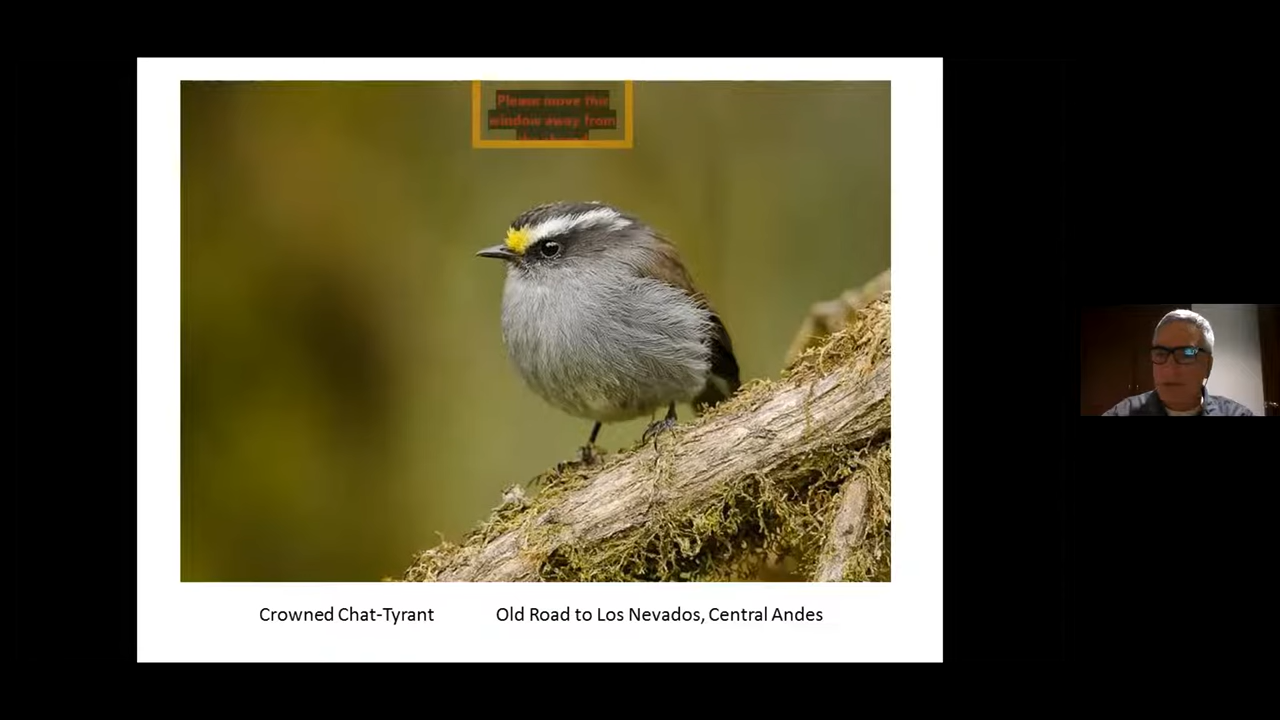 Please move this
window away from
Crowned Chat-Tyrant Old Road to Los Nevados, Central Andes